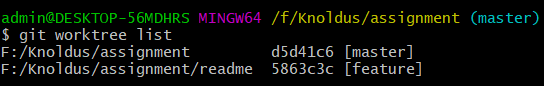 admin@DESKTOP-56MDHRS MINGW64 /f/Knoldus/assignment (master)
$ git worktree list
F:/Knoldus/assignment         d5d41c6 [master]
F:/Knoldus/assignment/readme  5863c3c [feature]